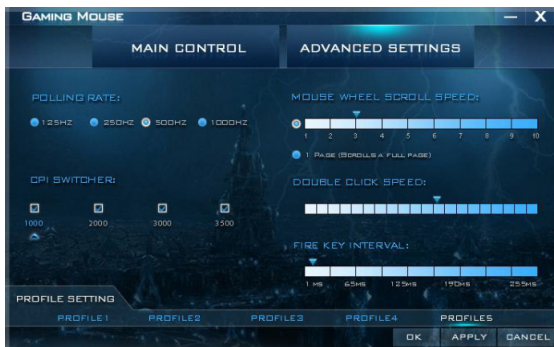 GAMING MOUSE
— X
MAIN CONTROL
ADVANCED SETTINGS
POLLING RATE:
125HZ 250HZ 500HZ 1000HZ
CPI SWITCHER:
1000 2000 3000 3500
MOUSE WHEEL SCROLL SPEED:
1 2 3 4 5 6 7 8 9 10
1 PAGE (SCROLLS A FULL PAGE)
DOUBLE CLICK SPEED:
FIRE KEY INTERVAL:
1 MS 65MS 125MS 190MS 255MS
PROFILE SETTING
PROFILE1 PROFILE2 PROFILE3 PROFILE4 PROFILE5
OK APPLY CANCEL